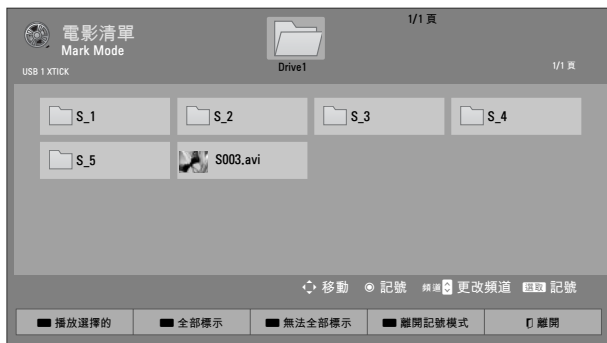 電影清單
Mark Mode
USB 1 XTICK
Drive1
1/1 頁
1/1 頁
S_1
S_2
S_3
S_4
S_5
S003.avi
移動 記號 頻道 更改頻道 選取 記號
播放選擇的 全部標示 無法全部標示 離開記號模式 離開